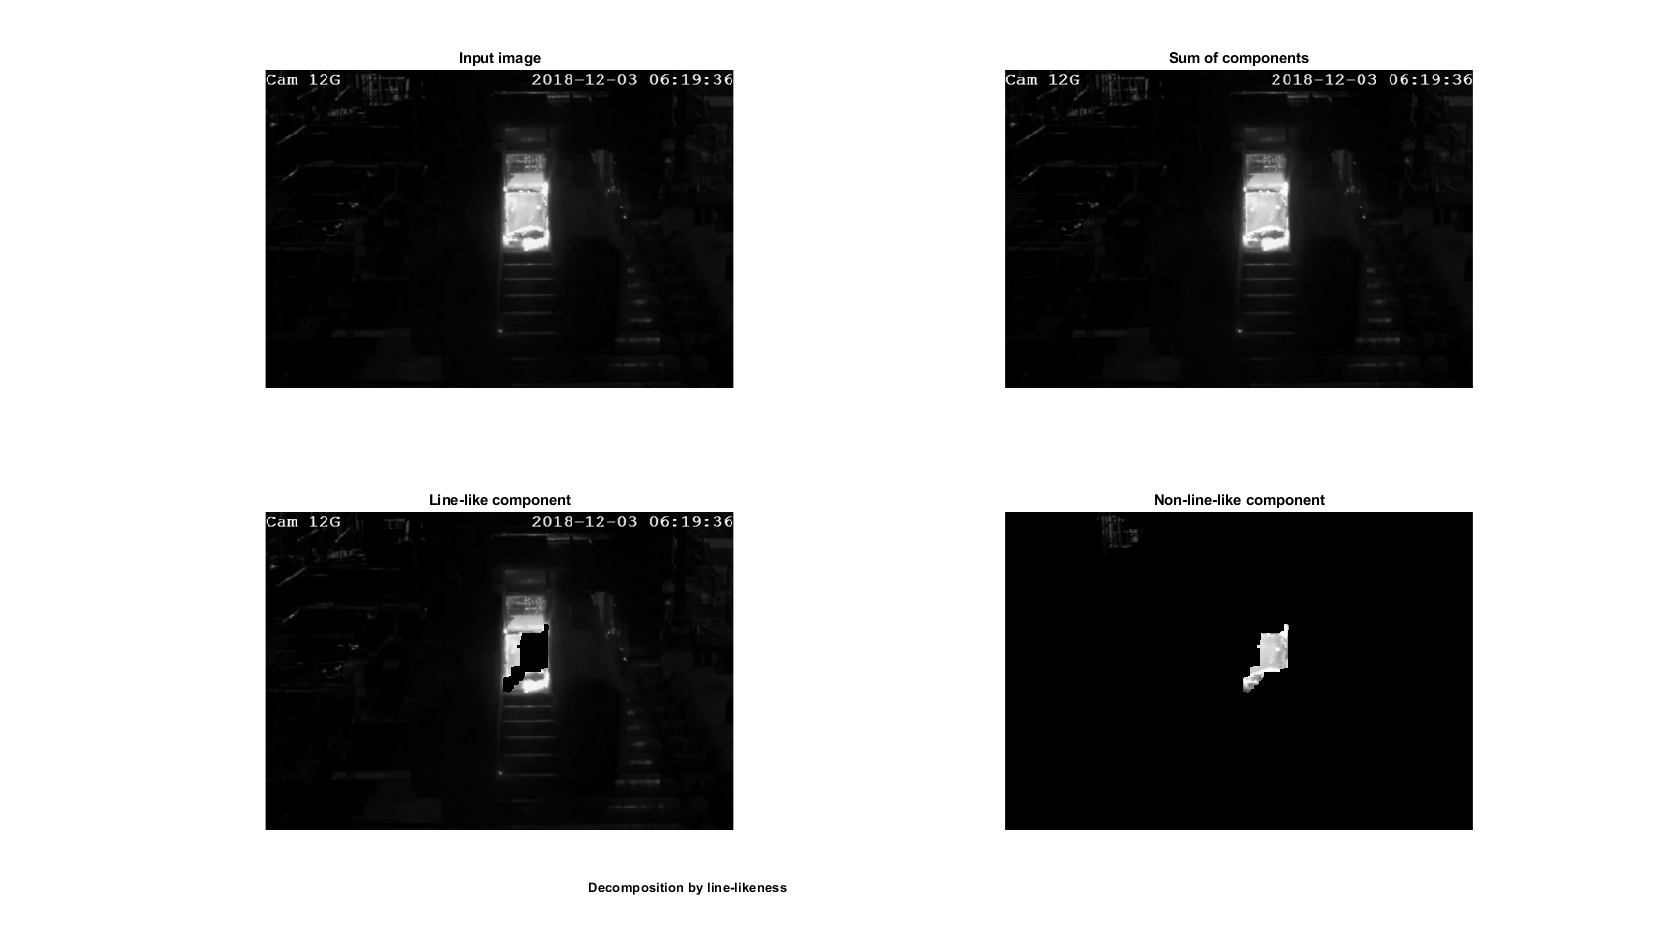 Input image
Cam 12G 2018-12-03 06:19:36
Sum of components
Cam 12G 2018-12-03 06:19:36
Line-like component
Cam 12G 2018-12-03 06:19:36
Non-line-like component
Decomposition by line-likeness